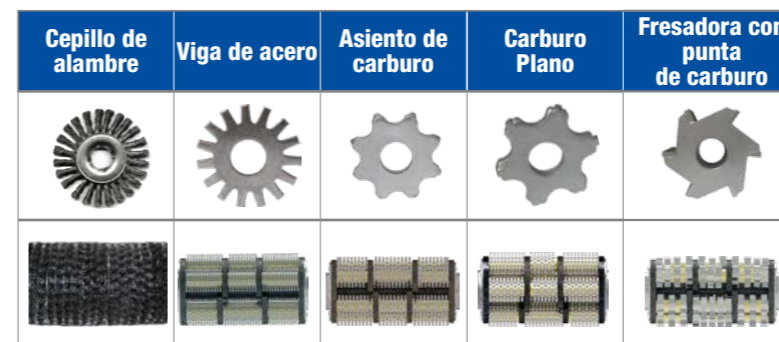 Cepillo de
alambre
Viga de acero
Asiento de
carburo
Carburo
Plano
Fresadora con
punta
de carburo